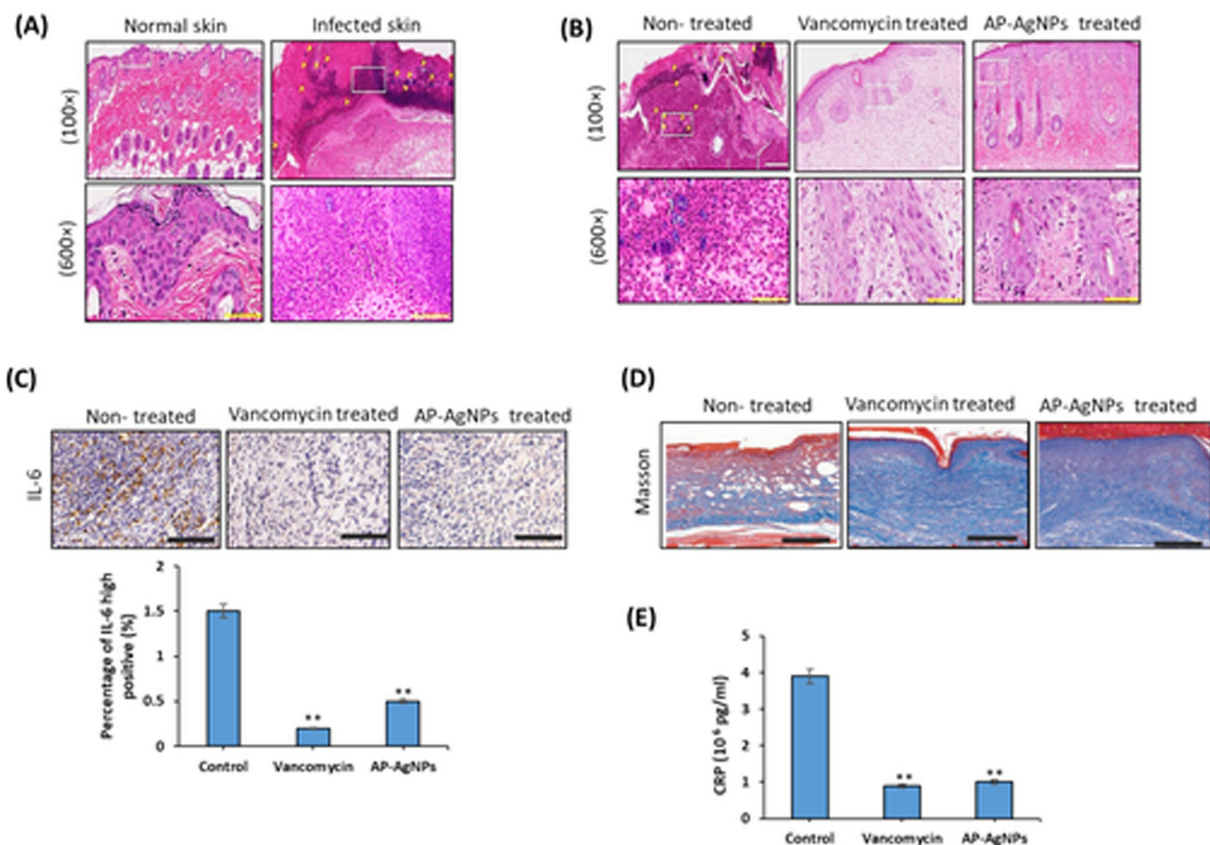 (A)
Normal skin Infected skin
(100×)
(600×)
(B)
Non- treated Vancomycin treated AP-AgNPs treated
(100×)
(600×)
(C)
Non- treated Vancomycin treated AP-AgNPs treated
IL-6
Percentage of IL-6 high
positive (%)
2
1.5
1
0.5
0
**
**
Control Vancomycin AP-AgNPs
(D)
Non- treated Vancomycin treated AP-AgNPs treated
Masson
(E)
CRP (10⁶ pg/ml)
5
4
3
2
1
0
**
**
Control Vancomycin AP-AgNPs